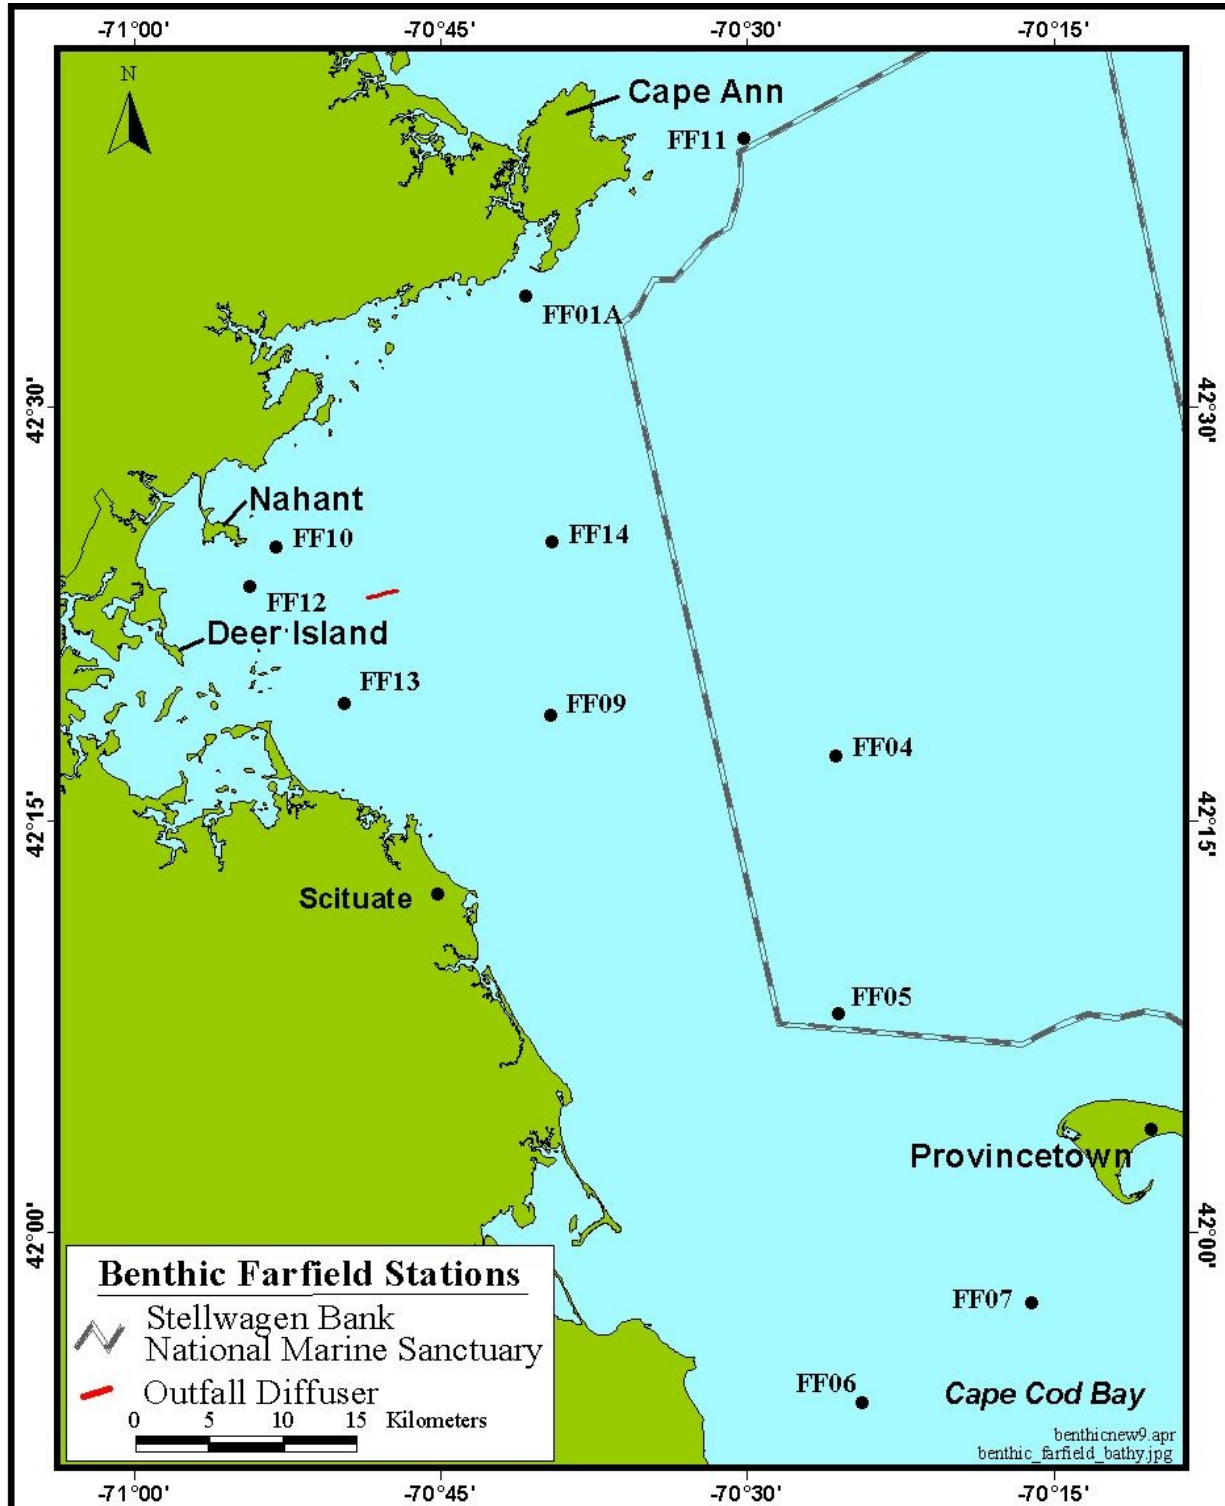 -71°00'
-70°45'
-70°30'
-70°15'
N
Cape Ann
FF11
FF01A
42°30'
42°30'
Nahant
FF10
FF14
FF12
Deer Island
FF13
FF09
FF04
42°15'
42°15'
Scituate
FF05
Provincetown
42°00'
42°00'
Benthic Farfield Stations
Stellwagen Bank
National Marine Sanctuary
Outfall Diffuser
0 5 10 15 Kilometers
FF07
FF06
Cape Cod Bay
benthicnew9.apr
benthic_farfield_bathy.jpg
-71°00'
-70°45'
-70°30'
-70°15'